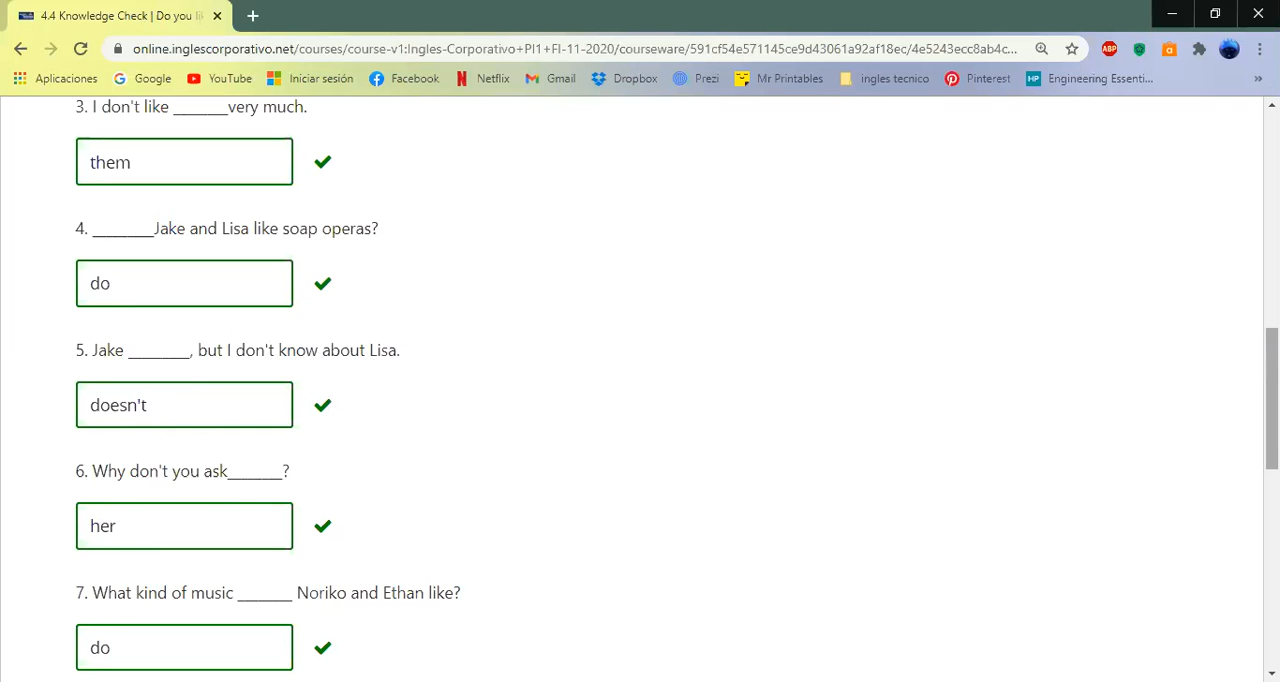 4.4 Knowledge Check | Do you li
online.inglescorporativo.net/courses/course-v1:Ingles-Corporativo+PI1+FI-11-2020/courseware/591cf54e571145ce9d43061a92af18ec/4e5243ecc8ab4c...
ABP
Aplicaciones Google YouTube Iniciar sesión Facebook Netflix Gmail Dropbox Prezi Mr Printables ingles tecnico Pinterest HP Engineering Essenti... »
3. I don't like _______very much.
them
4. ________Jake and Lisa like soap operas?
do
5. Jake ________, but I don't know about Lisa.
doesn't
6. Why don't you ask_______?
her
7. What kind of music _______ Noriko and Ethan like?
do